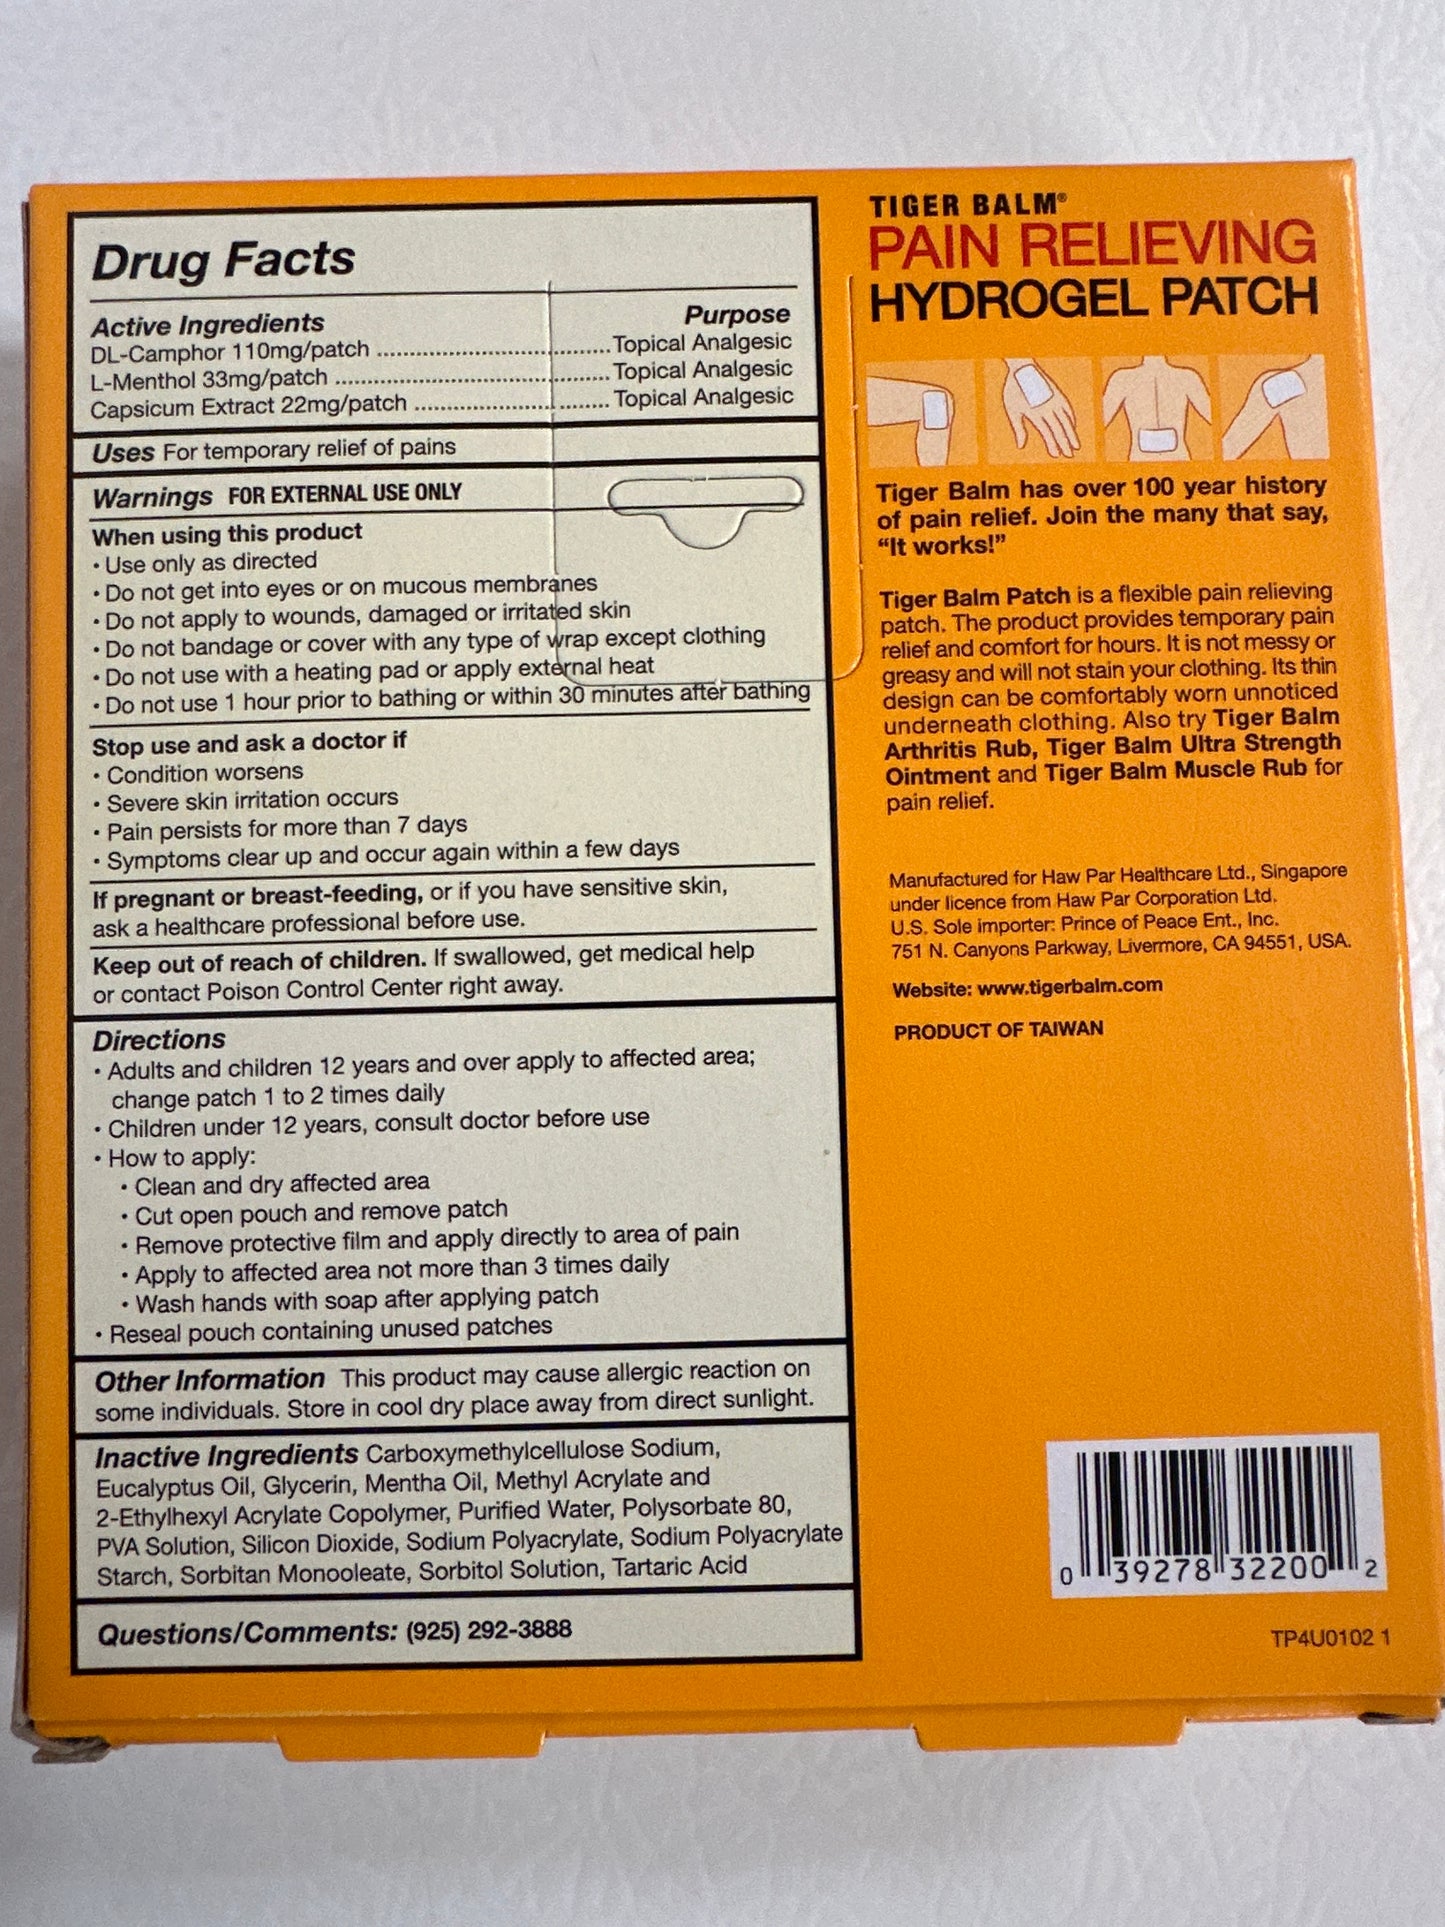 Drug Facts
Active Ingredients Purpose
DL-Camphor 110mg/patch ............................................ Topical Analgesic
L-Menthol 33mg/patch .................................................. Topical Analgesic
Capsicum Extract 22mg/patch ................................... Topical Analgesic
Uses For temporary relief of pains
Warnings FOR EXTERNAL USE ONLY
When using this product
• Use only as directed
• Do not get into eyes or on mucous membranes
• Do not apply to wounds, damaged or irritated skin
• Do not bandage or cover with any type of wrap except clothing
• Do not use with a heating pad or apply external heat
• Do not use 1 hour prior to bathing or within 30 minutes after bathing
Stop use and ask a doctor if
• Condition worsens
• Severe skin irritation occurs
• Pain persists for more than 7 days
• Symptoms clear up and occur again within a few days
If pregnant or breast-feeding, or if you have sensitive skin,
ask a healthcare professional before use.
Keep out of reach of children. If swallowed, get medical help
or contact Poison Control Center right away.
Directions
• Adults and children 12 years and over apply to affected area;
change patch 1 to 2 times daily
• Children under 12 years, consult doctor before use
• How to apply:
• Clean and dry affected area
• Cut open pouch and remove patch
• Remove protective film and apply directly to area of pain
• Apply to affected area not more than 3 times daily
• Wash hands with soap after applying patch
• Reseal pouch containing unused patches
Other Information This product may cause allergic reaction on
some individuals. Store in cool dry place away from direct sunlight.
Inactive Ingredients Carboxymethylcellulose Sodium,
Eucalyptus Oil, Glycerin, Mentha Oil, Methyl Acrylate and
2-Ethylhexyl Acrylate Copolymer, Purified Water, Polysorbate 80,
PVA Solution, Silicon Dioxide, Sodium Polyacrylate, Sodium Polyacrylate
Starch, Sorbitan Monooleate, Sorbitol Solution, Tartaric Acid
Questions/Comments: (925) 292-3888
TIGER BALM®
PAIN RELIEVING
HYDROGEL PATCH
Tiger Balm has over 100 year history
of pain relief. Join the many that say,
“It works!”
Tiger Balm Patch is a flexible pain relieving
patch. The product provides temporary pain
relief and comfort for hours. It is not messy or
greasy and will not stain your clothing. Its thin
design can be comfortably worn unnoticed
underneath clothing. Also try Tiger Balm
Arthritis Rub, Tiger Balm Ultra Strength
Ointment and Tiger Balm Muscle Rub for
pain relief.
Manufactured for Haw Par Healthcare Ltd., Singapore
under licence from Haw Par Corporation Ltd.
U.S. Sole importer: Prince of Peace Ent., Inc.
751 N. Canyons Parkway, Livermore, CA 94551, USA.
Website: www.tigerbalm.com
PRODUCT OF TAIWAN
0 39278 32200 2
TP4U0102 1